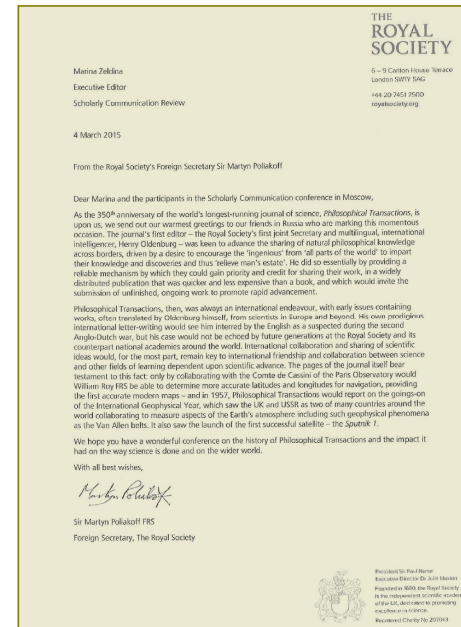 THE
ROYAL
SOCIETY
6 – 9 Carlton House Terrace
London SW1Y 5AG
+44 20 7451 2500
royalsociety.org
Marina Zeldina
Executive Editor
Scholarly Communication Review
4 March 2015
From the Royal Society's Foreign Secretary Sir Martyn Poliakoff
Dear Marina and the participants in the Scholarly Communication conference in Moscow,
As the 350th anniversary of the world's longest-running journal of science, Philosophical Transactions, is
upon us, we send out our warmest greetings to our friends in Russia who are marking this momentous
occasion. The journal's first editor – the Royal Society's first joint Secretary and multilingual, international
intelligencer, Henry Oldenburg – was keen to advance the sharing of natural philosophical knowledge
across borders, driven by a desire to encourage the 'ingenious' from 'all parts of the world' to impart
their knowledge and discoveries and thus 'relieve man's estate'. He did so essentially by providing a
reliable mechanism by which they could gain priority and credit for sharing their work, in a widely
distributed publication that was quicker and less expensive than a book, and which would invite the
submission of unfinished, ongoing work to promote rapid advancement.
Philosophical Transactions, then, was always an international endeavour, with early issues containing
works, often translated by Oldenburg himself, from scientists in Europe and beyond. His own prodigious
international letter-writing would see him interred by the English as a suspected during the second
Anglo-Dutch war, but his case would not be echoed by future generations at the Royal Society and its
counterpart national academies around the world. International collaboration and sharing of scientific
ideas would, for the most part, remain key to international friendship and collaboration between science
and other fields of learning dependent upon scientific advance. The pages of the journal itself bear
testament to this fact: only by collaborating with the Comte de Cassini of the Paris Observatory would
William Roy FRS be able to determine more accurate latitudes and longitudes for navigation, providing
the first accurate modern maps – and in 1957, Philosophical Transactions would report on the goings-on
of the International Geophysical Year, which saw the UK and USSR as two of many countries around the
world collaborating to measure aspects of the Earth's atmosphere including such geophysical phenomena
as the Van Allen belts. It also saw the launch of the first successful satellite – the Sputnik 1.
We hope you have a wonderful conference on the history of Philosophical Transactions and the impact it
had on the way science is done and on the wider world.
With all best wishes,
Martyn Poliakoff
Sir Martyn Poliakoff FRS
Foreign Secretary, The Royal Society
President Sir Paul Nurse
Executive Director Dr Julie Maxton
Founded in 1660, the Royal Society
is the independent scientific academy
of the UK, dedicated to promoting
excellence in science.
Registered Charity No 207043